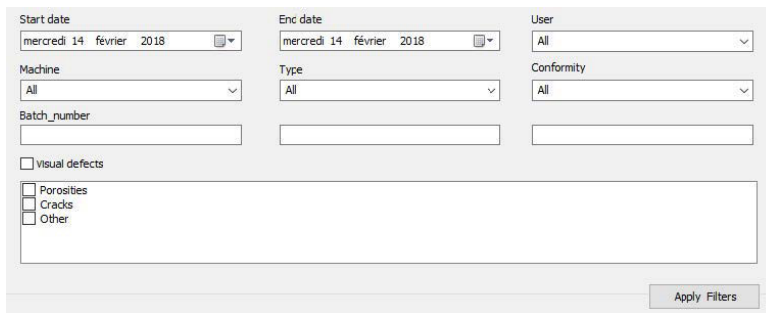 Start date End date User
mercredi 14 février 2018 mercredi 14 février 2018 All
Machine Type Conformity
All All All
Batch_number
Visual defects
Porosities
Cracks
Other
Apply Filters